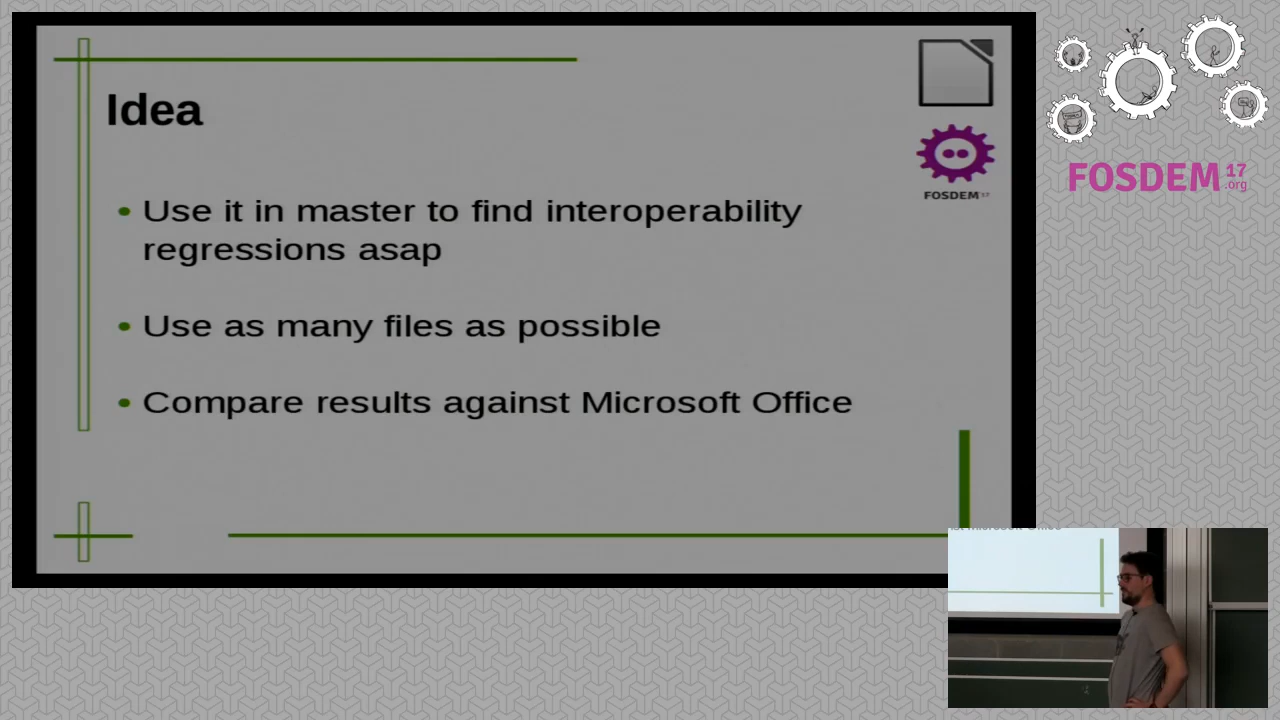 Idea
• Use it in master to find interoperability
regressions asap
• Use as many files as possible
• Compare results against Microsoft Office
FOSDEM 17
FOSDEM 17
.org